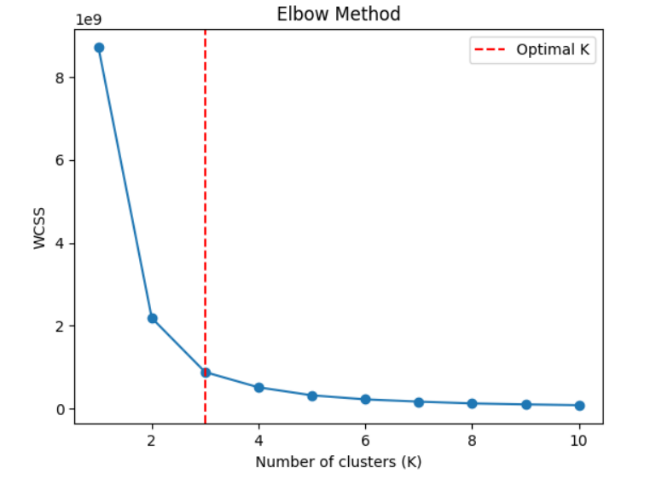 Elbow Method
1e9
Optimal K
8
6
4
2
0
WCSS
2 4 6 8 10
Number of clusters (K)